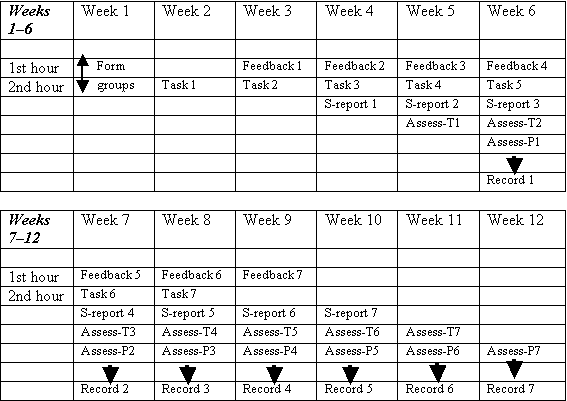 Weeks 1–6 Week 1 Week 2 Week 3 Week 4 Week 5 Week 6
1st hour Form Feedback 1 Feedback 2 Feedback 3 Feedback 4
2nd hour groups Task 1 Task 2 Task 3 Task 4 Task 5
S-report 1 S-report 2 S-report 3
Assess-T1 Assess-T2
Assess-P1
Record 1
Weeks 7–12 Week 7 Week 8 Week 9 Week 10 Week 11 Week 12
1st hour Feedback 5 Feedback 6 Feedback 7
2nd hour Task 6 Task 7
S-report 4 S-report 5 S-report 6 S-report 7
Assess-T3 Assess-T4 Assess-T5 Assess-T6 Assess-T7
Assess-P2 Assess-P3 Assess-P4 Assess-P5 Assess-P6 Assess-P7
Record 2 Record 3 Record 4 Record 5 Record 6 Record 7